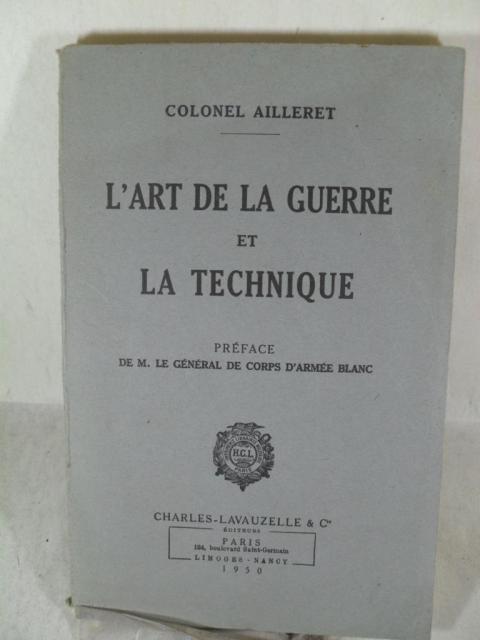 COLONEL AILLERET
L'ART DE LA GUERRE
ET
LA TECHNIQUE
PRÉFACE
DE M. LE GÉNÉRAL DE CORPS D'ARMÉE BLANC
H.C.L.
PARIS
CHARLES-LAVAUZELLE & Cie
ÉDITEURS
PARIS
124, boulevard Saint-Germain
LIMOGES - NANCY
1950